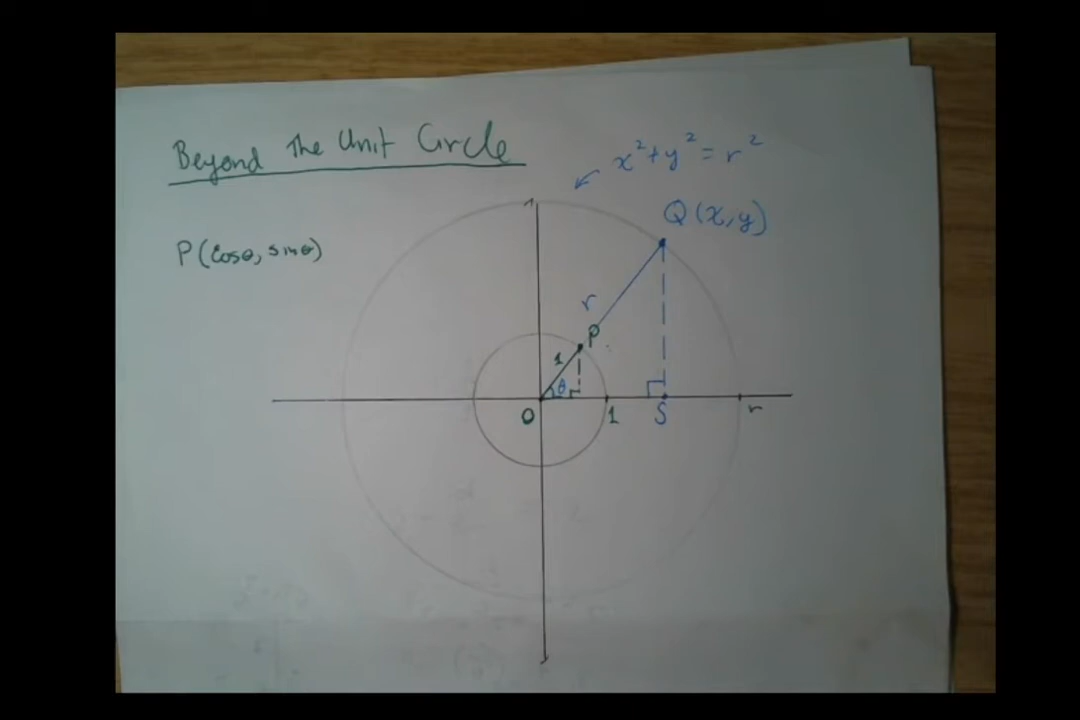 Beyond The Unit Circle
x² + y² = r²
Q (x, y)
P (cosθ, sinθ)
r
P
1
θ
O
1
S
r